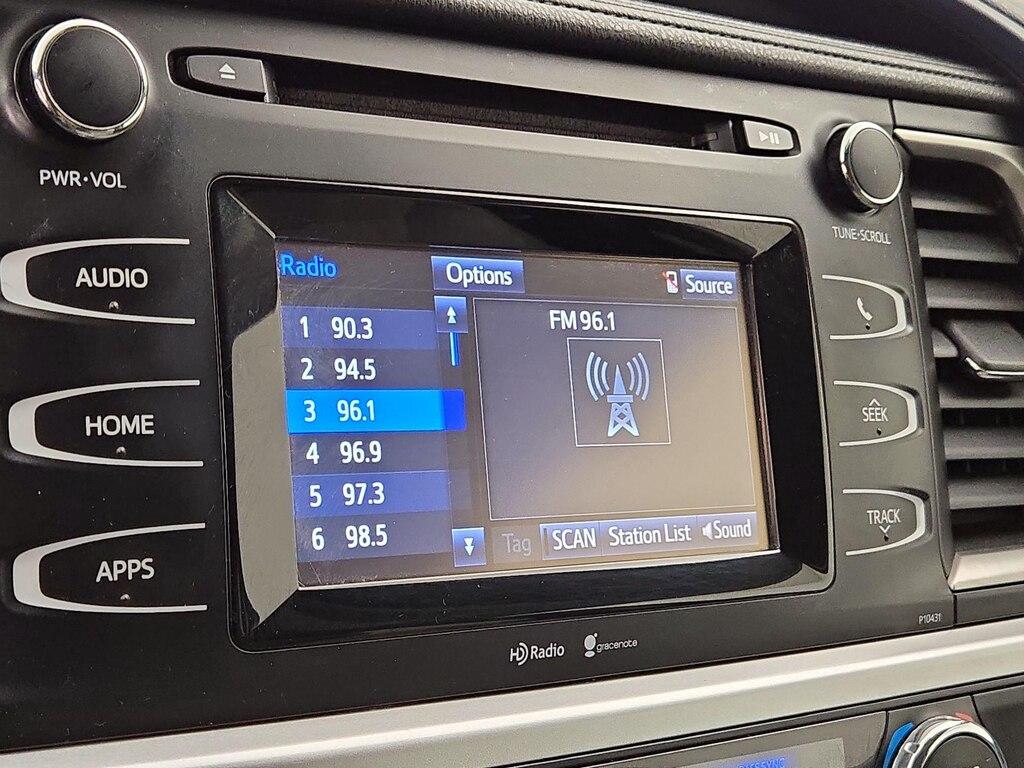 PWR·VOL
AUDIO
HOME
APPS
Radio
Options
Source
1 90.3
2 94.5
3 96.1
4 96.9
5 97.3
6 98.5
FM 96.1
Tag
SCAN
Station List
Sound
TUNE·SCROLL
SEEK
TRACK
P10431
HD Radio
gracenote